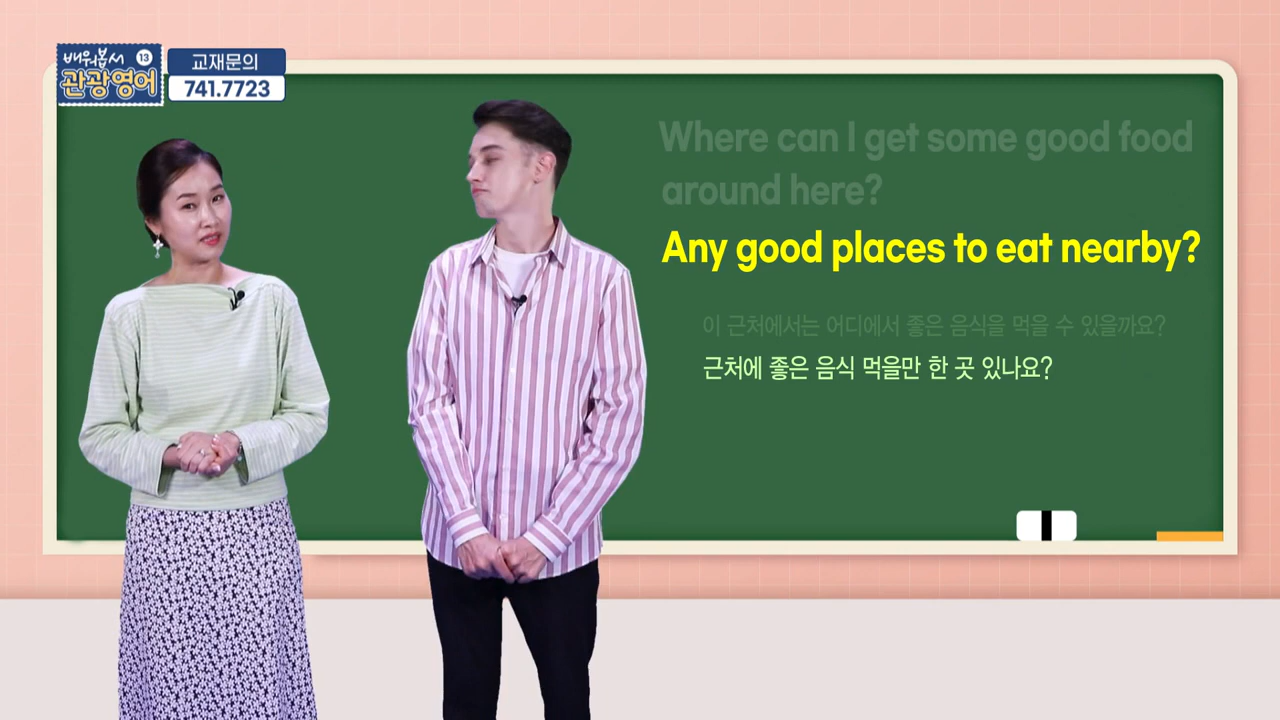 배워봅서 13
관광영어
교재문의
741.7723
Where can I get some good food
around here?
Any good places to eat nearby?
이 근처에서는 어디에서 좋은 음식을 먹을 수 있을까요?
근처에 좋은 음식 먹을만 한 곳 있나요?